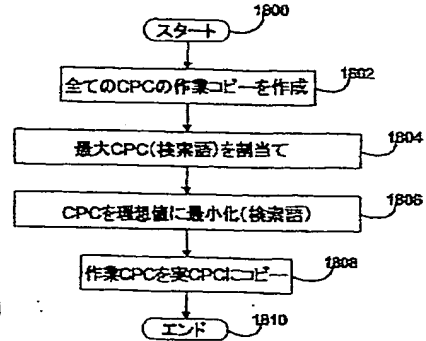 1800
スタート
1802
全てのCPCの作業コピーを作成
1804
最大CPC(検索語)を割当て
1806
CPCを理想値に最小化(検索語)
1808
作業CPCを実CPCにコピー
1810
エンド